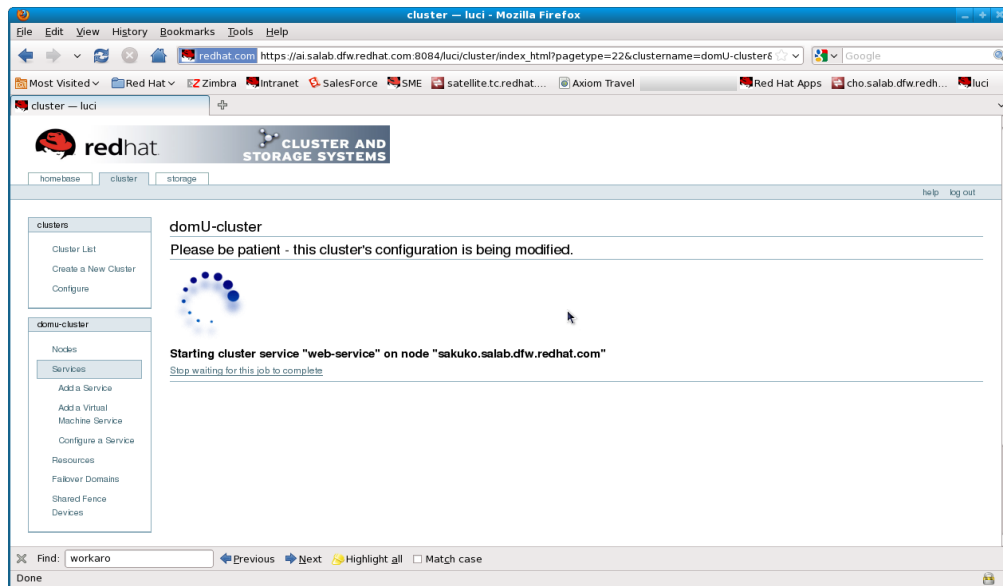 cluster — luci - Mozilla Firefox
File Edit View History Bookmarks Tools Help
redhat.com https://ai.salab.dfw.redhat.com:8084/luci/cluster/index_html?pagetype=22&clustername=domU-cluster& Google
Most Visited Red Hat Zimbra Intranet SalesForce SME satellite.tc.redhat.... Axiom Travel Red Hat Apps cho.salab.dfw.redh... luci
cluster — luci
redhat. CLUSTER AND
STORAGE SYSTEMS
homebase cluster storage
help log out
clusters
Cluster List
Create a New Cluster
Configure
domu-cluster
Nodes
Services
Add a Service
Add a Virtual
Machine Service
Configure a Service
Resources
Failover Domains
Shared Fence
Devices
domU-cluster
Please be patient - this cluster's configuration is being modified.
Starting cluster service "web-service" on node "sakuko.salab.dfw.redhat.com"
Stop waiting for this job to complete
Find: workaro Previous Next Highlight all Match case
Done